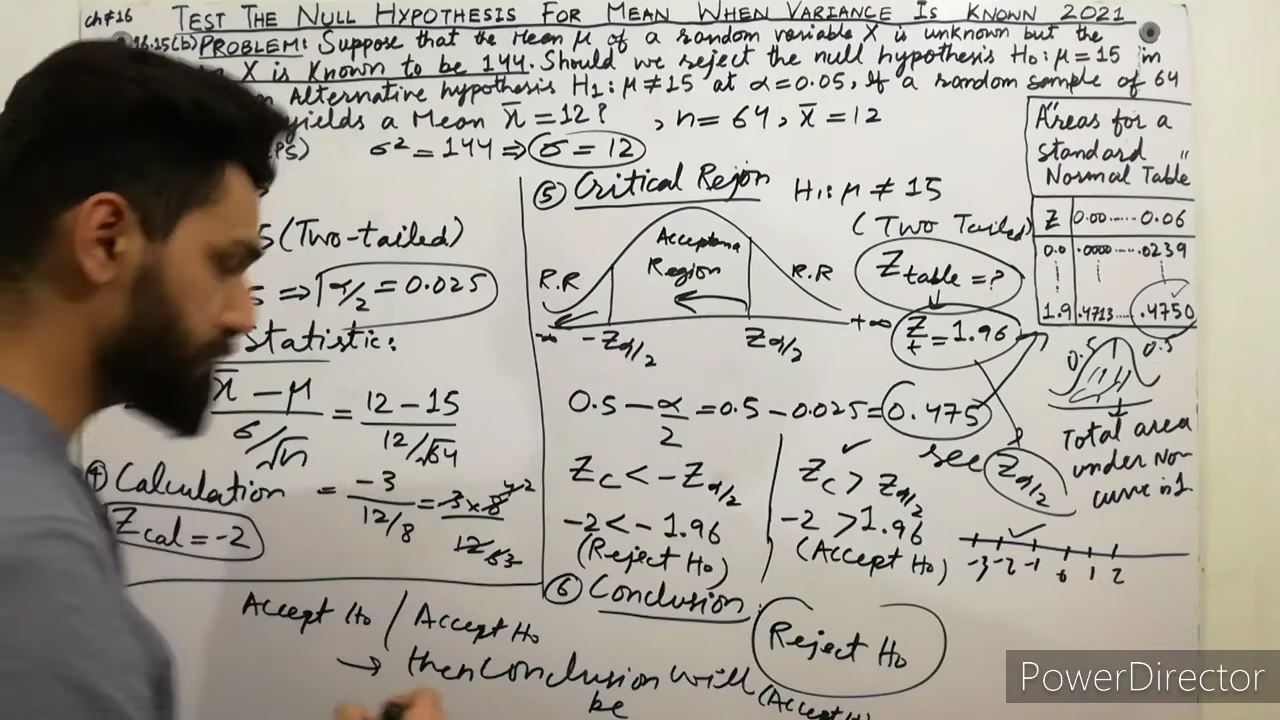 ch#16 TEST THE NULL HYPOTHESIS FOR MEAN WHEN VARIANCE IS KNOWN 2021
16.15(b) PROBLEM: Suppose that the Mean μ of a random variable X is unknown but the
X is Known to be 144. Should we reject the null hypothesis H₀: μ = 15 in
Alternative hypothesis H₁: μ ≠ 15 at α = 0.05, If a random sample of 64
yields a Mean x̄ = 12? , n = 64, x̄ = 12
σ² = 144 ⇒ σ = 12
(Two-tailed)
⇒ α/2 = 0.025
Statistic:
x̄ - μ / σ/√n = 12 - 15 / 12/√64
④ Calculation = -3 / 12/8 = -3 × 8 / 12
Zcal = -2
⑤ Critical Rejon H₁: μ ≠ 15
(Two Tailed)
Acceptena
Region
R.R
R.R
-∞ -Zα/2 Zα/2 +∞
Ztable = ?
Zt = 1.96
0.5 - α/2 = 0.5 - 0.025 = 0.475
see Zα/2
Zc < -Zα/2
-2 < -1.96
(Reject H₀)
Zc > Zα/2
-2 > 1.96
(Accept H₀)
-3 -2 -1 0 1 2
⑥ Conclusion:
Reject H₀
Accept H₀ / Accept H₀
→ then Conclusion will
be
"Areas for a
standard
Normal Table"
Z 0.00 ...... 0.06
0.0 .0000 ..... .0239
1.9 .4713 .... .4750
0.5 0.5
Total area
under Nor
curve is 1
PowerDirector